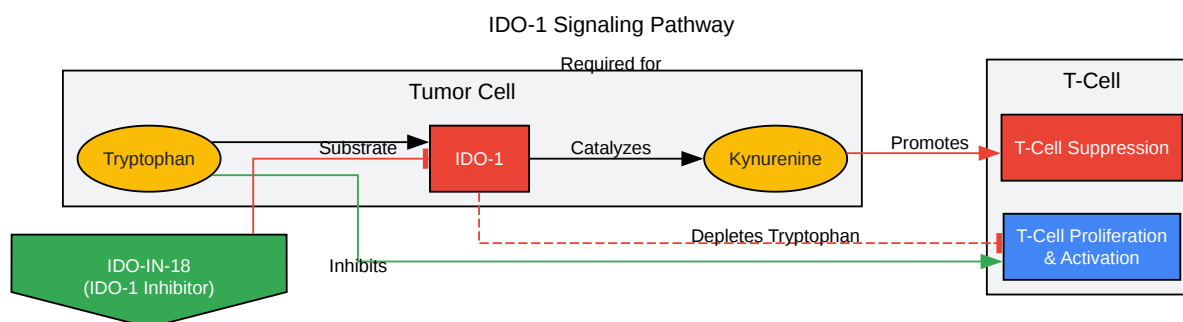 IDO-1 Signaling Pathway
Required for
Tumor Cell
T-Cell
Tryptophan
Substrate
IDO-1
Catalyzes
Kynurenine
Promotes
T-Cell Suppression
Depletes Tryptophan
T-Cell Proliferation
& Activation
IDO-IN-18
(IDO-1 Inhibitor)
Inhibits